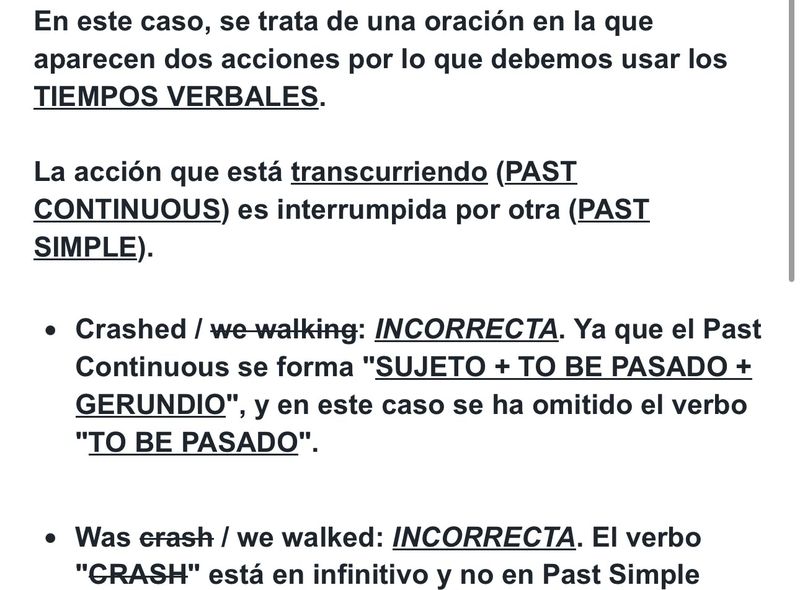 En este caso, se trata de una oración en la que
aparecen dos acciones por lo que debemos usar los
TIEMPOS VERBALES.
La acción que está transcurriendo (PAST
CONTINUOUS) es interrumpida por otra (PAST
SIMPLE).
• Crashed / we walking: INCORRECTA. Ya que el Past
Continuous se forma "SUJETO + TO BE PASADO +
GERUNDIO", y en este caso se ha omitido el verbo
"TO BE PASADO".
• Was crash / we walked: INCORRECTA. El verbo
"CRASH" está en infinitivo y no en Past Simple